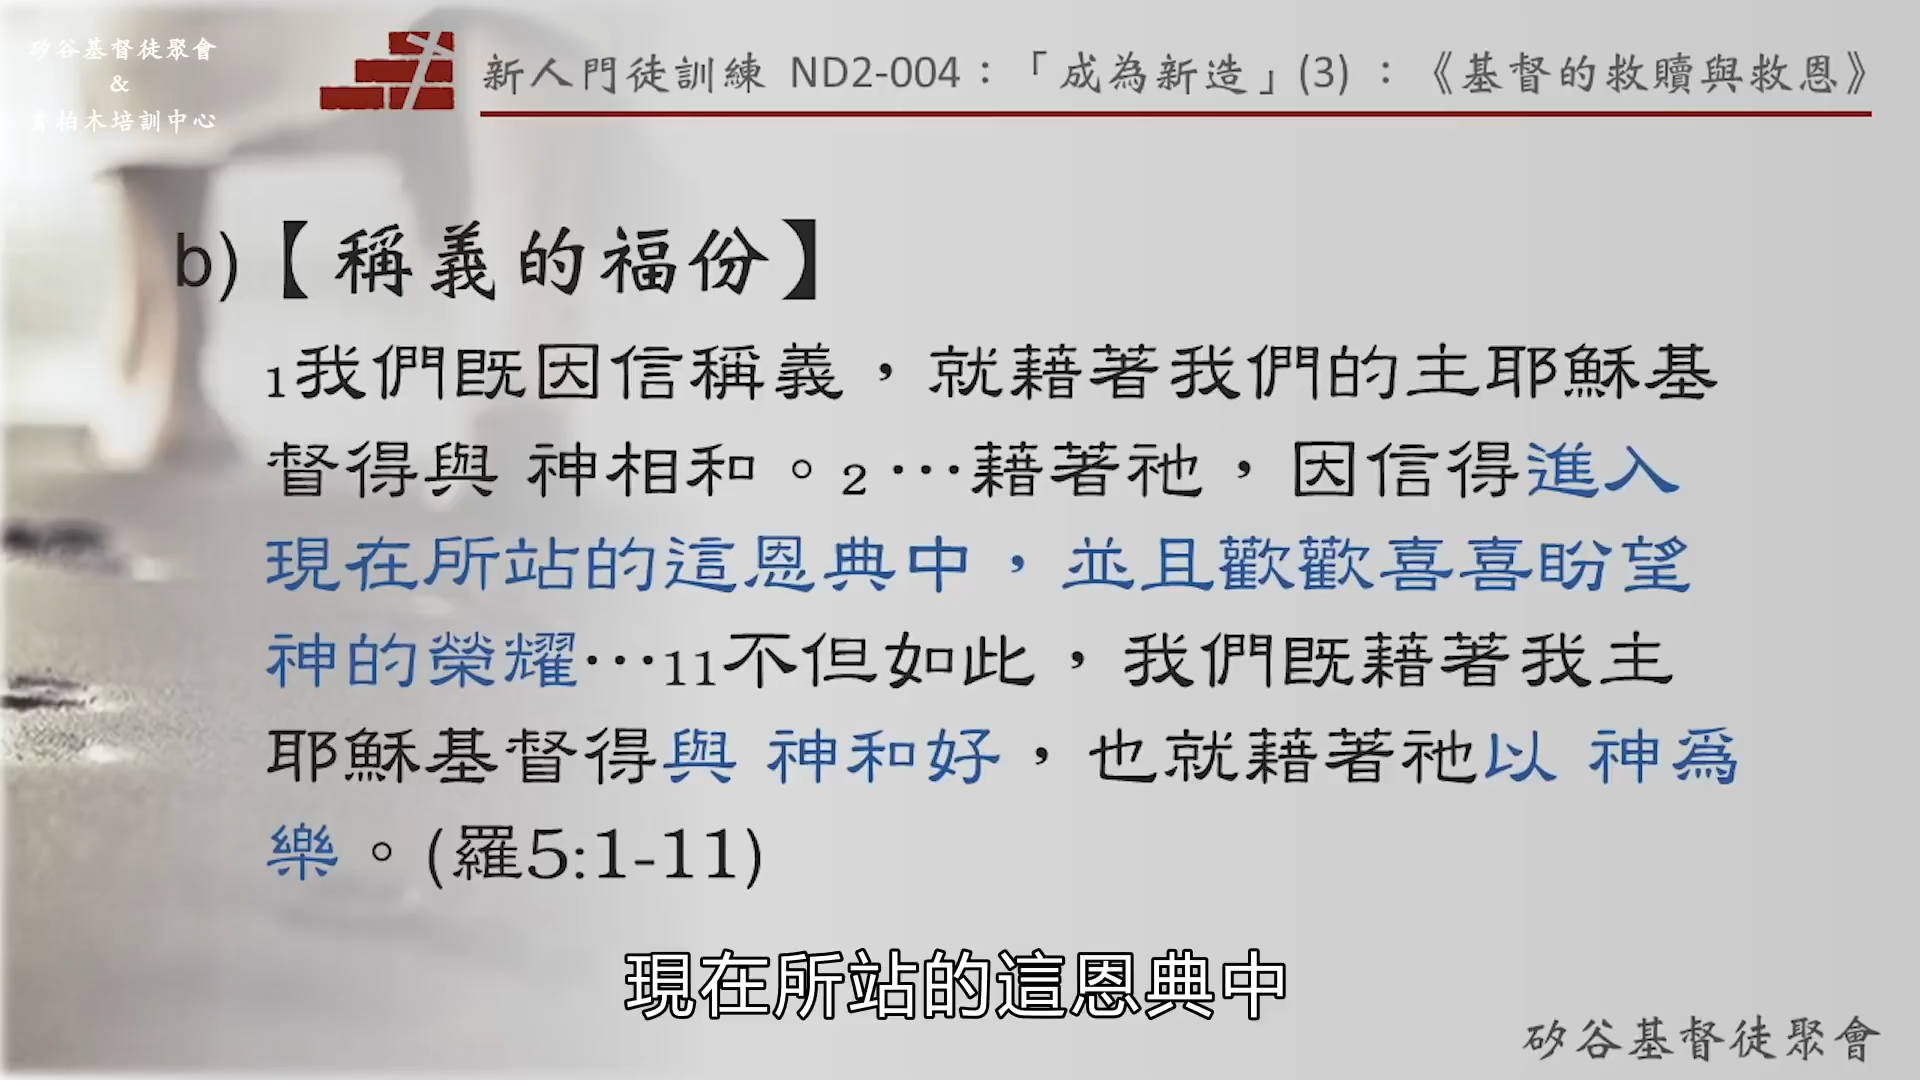 矽谷基督徒聚會
&
柏木培訓中心
新人門徒訓練 ND2-004：「成為新造」(3)：《基督的救贖與救恩》
b)【稱義的福份】
1我們既因信稱義，就藉著我們的主耶穌基
督得與 神相和。2…藉著祂，因信得進入
現在所站的這恩典中，並且歡歡喜喜盼望
神的榮耀…11不但如此，我們既藉著我主
耶穌基督得與 神和好，也就藉著祂以 神為
樂。(羅5:1-11)
現在所站的這恩典中
矽谷基督徒聚會